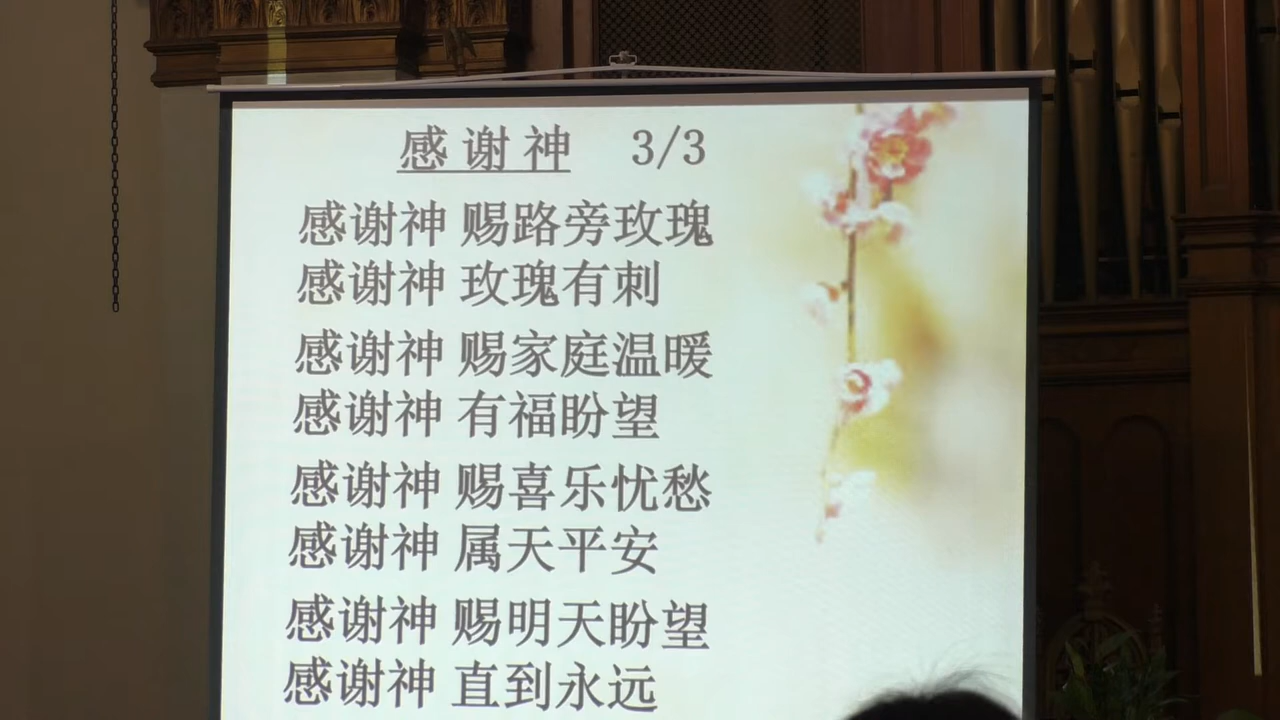 感谢神 3/3
感谢神 赐路旁玫瑰
感谢神 玫瑰有刺
感谢神 赐家庭温暖
感谢神 有福盼望
感谢神 赐喜乐忧愁
感谢神 属天平安
感谢神 赐明天盼望
感谢神 直到永远